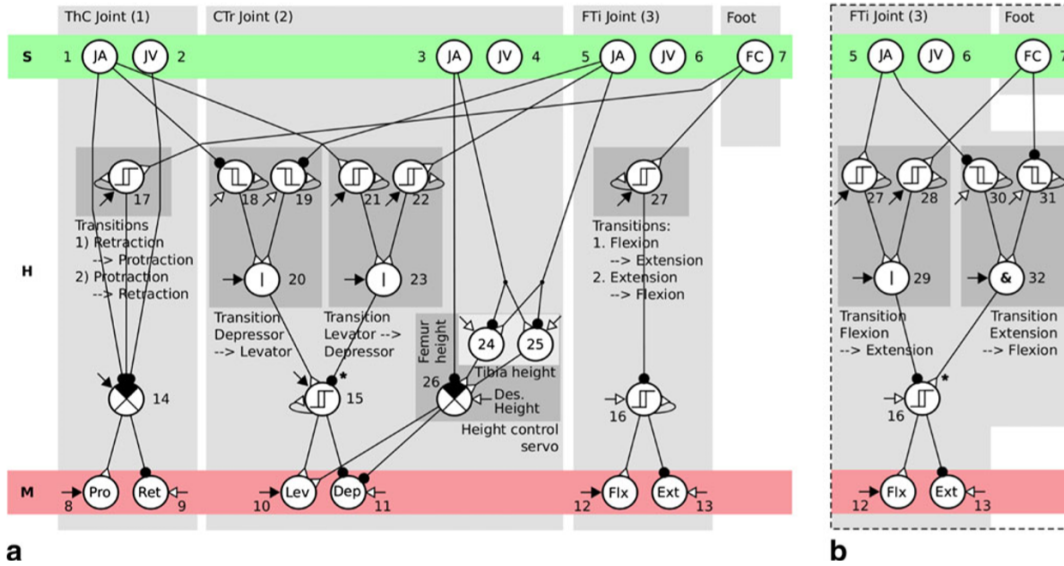 ThC Joint (1)
CTr Joint (2)
FTi Joint (3)
Foot
S
1
JA
JV
2
3
JA
JV
4
5
JA
JV
6
FC
7
H
17
18
19
21
22
27
Transitions
1) Retraction
--> Protraction
2) Protraction
--> Retraction
|
20
|
23
Transition
Depressor
--> Levator
Transition
Levator -->
Depressor
Transitions:
1. Flexion
--> Extension
2. Extension
--> Flexion
Femur
height
24
25
Tibia height
26
Des.
Height
Height control
servo
14
*
15
16
M
Pro
Ret
8
9
Lev
Dep
10
11
Flx
Ext
12
13
a
FTi Joint (3)
Foot
5
JA
JV
6
FC
7
27
28
30
31
|
29
&
32
Transition
Flexion
--> Extension
Transition
Extension
--> Flexion
*
16
Flx
Ext
12
13
b